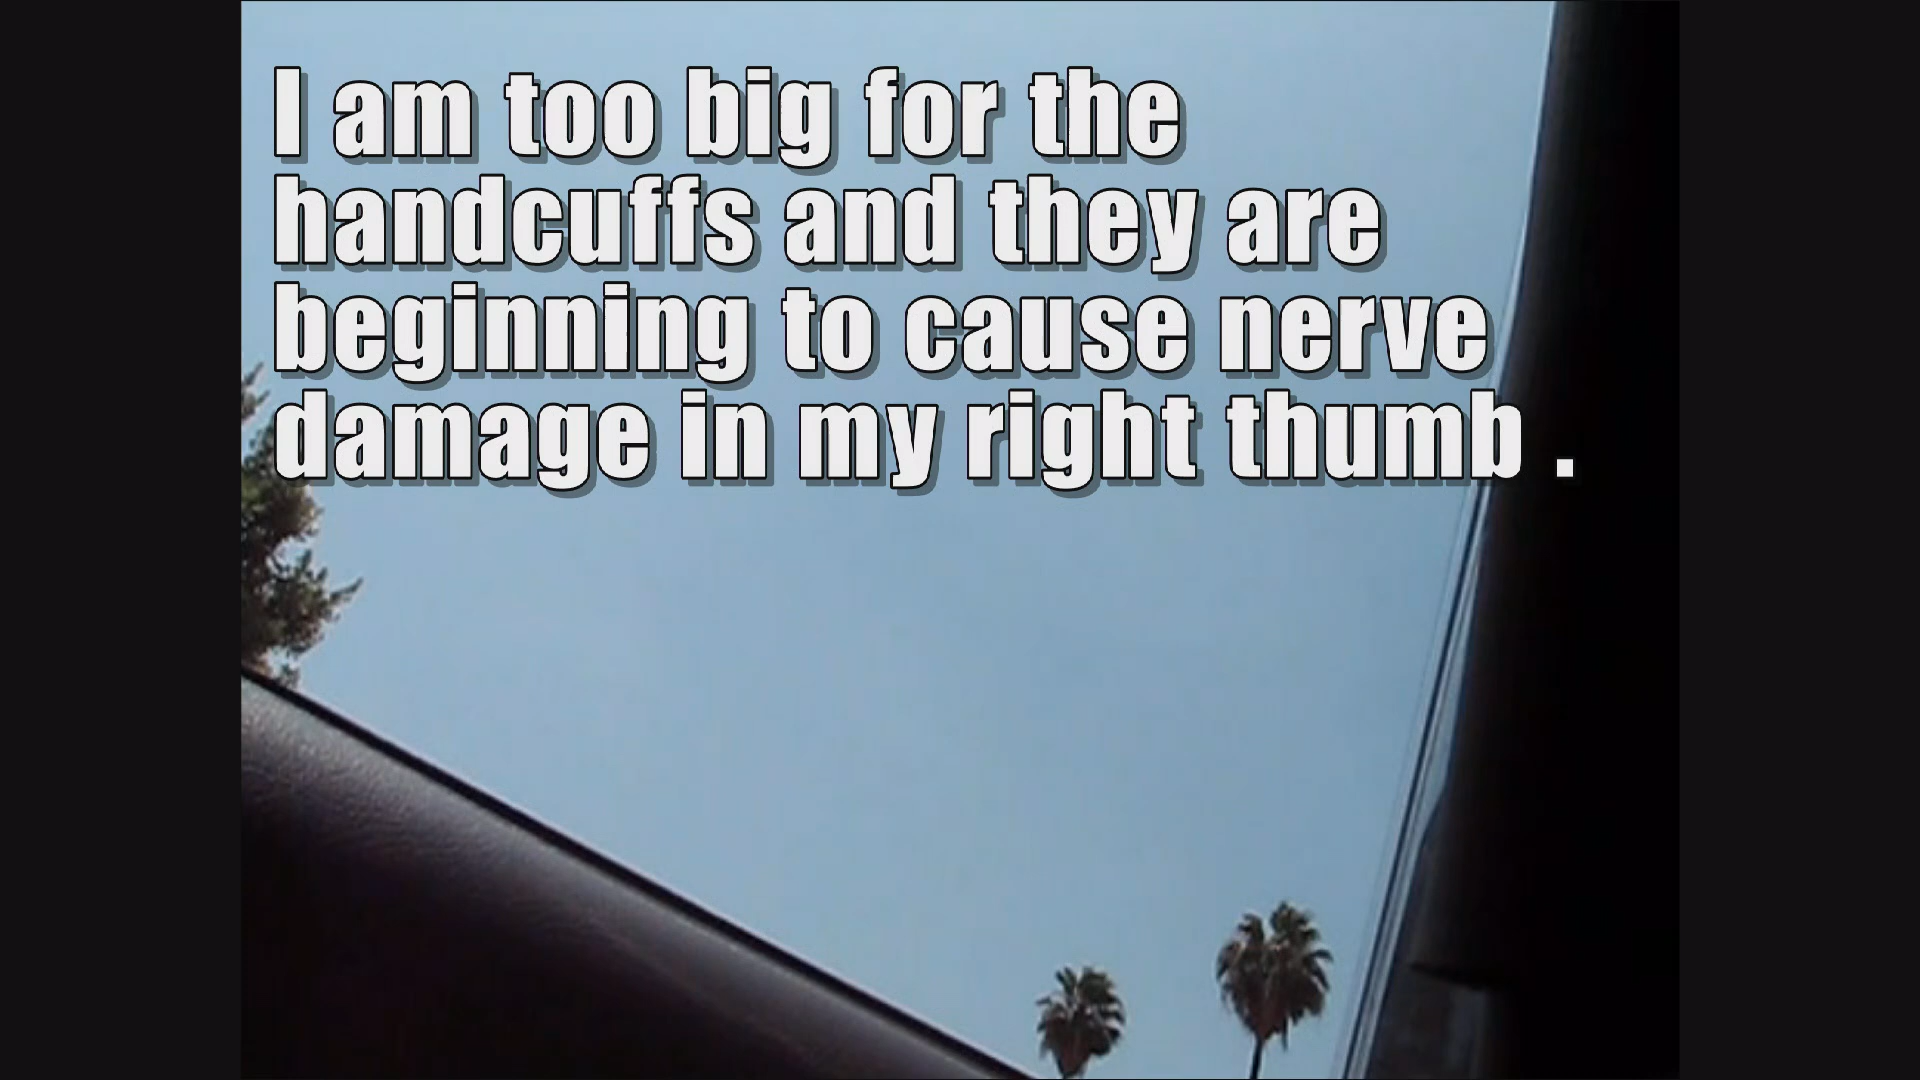 I am too big for the
handcuffs and they are
beginning to cause nerve
damage in my right thumb .